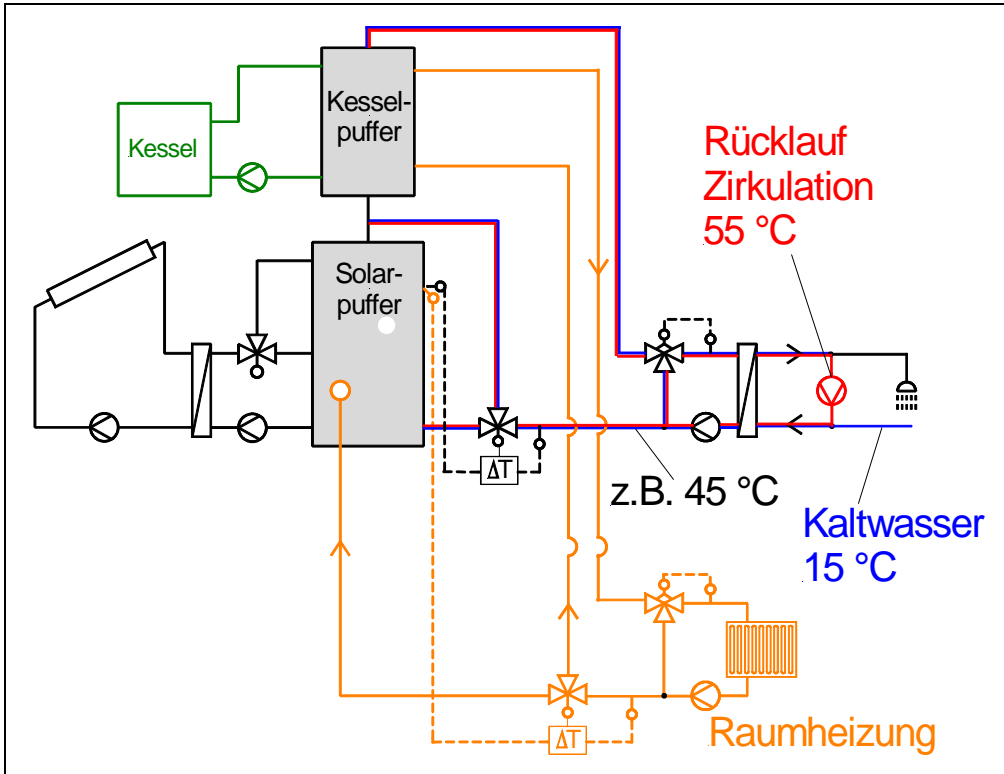 Kessel-
puffer
Kessel
Rücklauf
Zirkulation
55 °C
Solar-
puffer
ΔT
z.B. 45 °C
Kaltwasser
15 °C
ΔT
Raumheizung